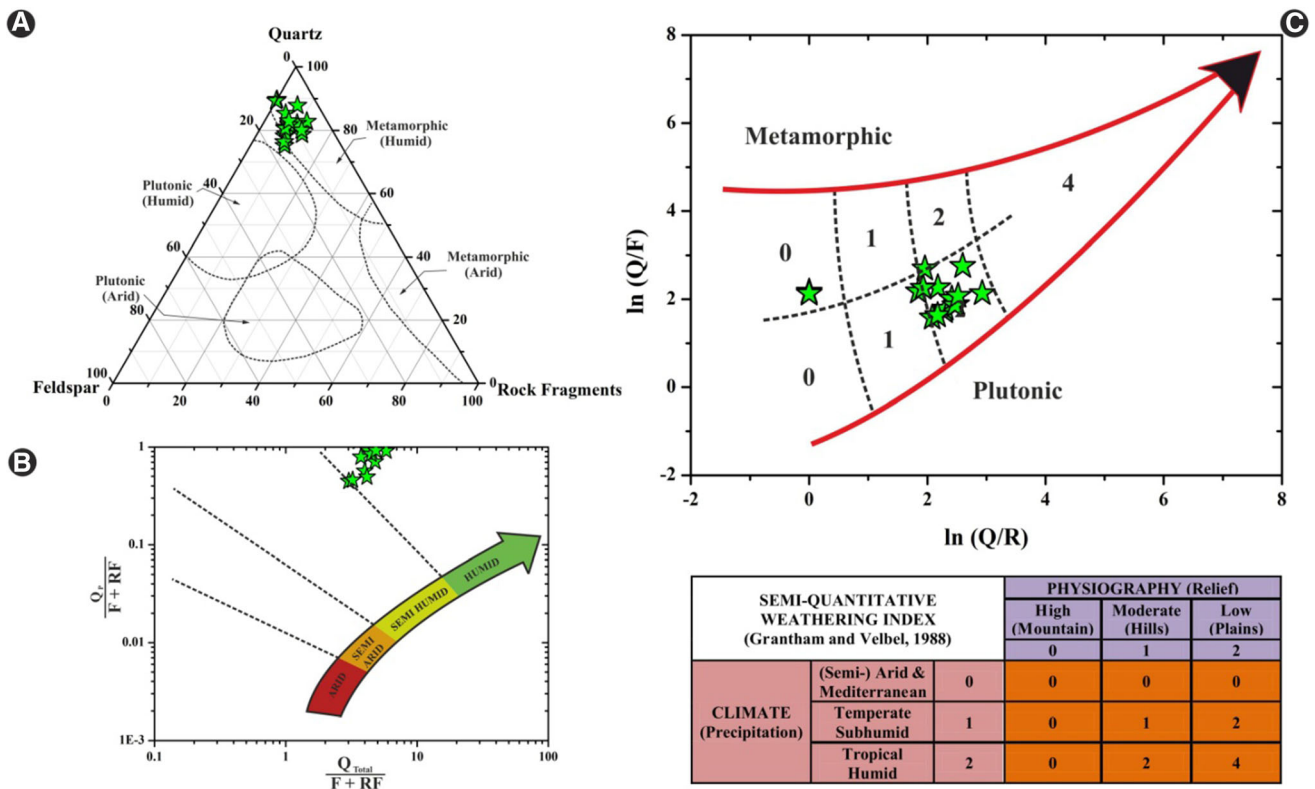 A
Quartz
0
100
20
80
Metamorphic
(Humid)
Plutonic
(Humid)
40
60
60
40
Metamorphic
(Arid)
Plutonic
(Arid)
80
20
100
0
Feldspar
Rock Fragments
0
20
40
60
80
100
B
1
0.1
0.01
1E-3
Q P
F + RF
ARID
SEMI
ARID
SEMI HUMID
HUMID
0.1
1
10
100
Q Total
F + RF
C
8
6
4
2
0
-2
ln (Q/F)
Metamorphic
0
1
2
4
1
0
Plutonic
-2
0
2
4
6
8
ln (Q/R)
SEMI-QUANTITATIVE
WEATHERING INDEX
(Grantham and Velbel, 1988)
PHYSIOGRAPHY (Relief)
High
(Mountain)
Moderate
(Hills)
Low
(Plains)
0
1
2
CLIMATE
(Precipitation)
(Semi-) Arid &
Mediterranean
0
0
0
0
Temperate
Subhumid
1
0
1
2
Tropical
Humid
2
0
2
4